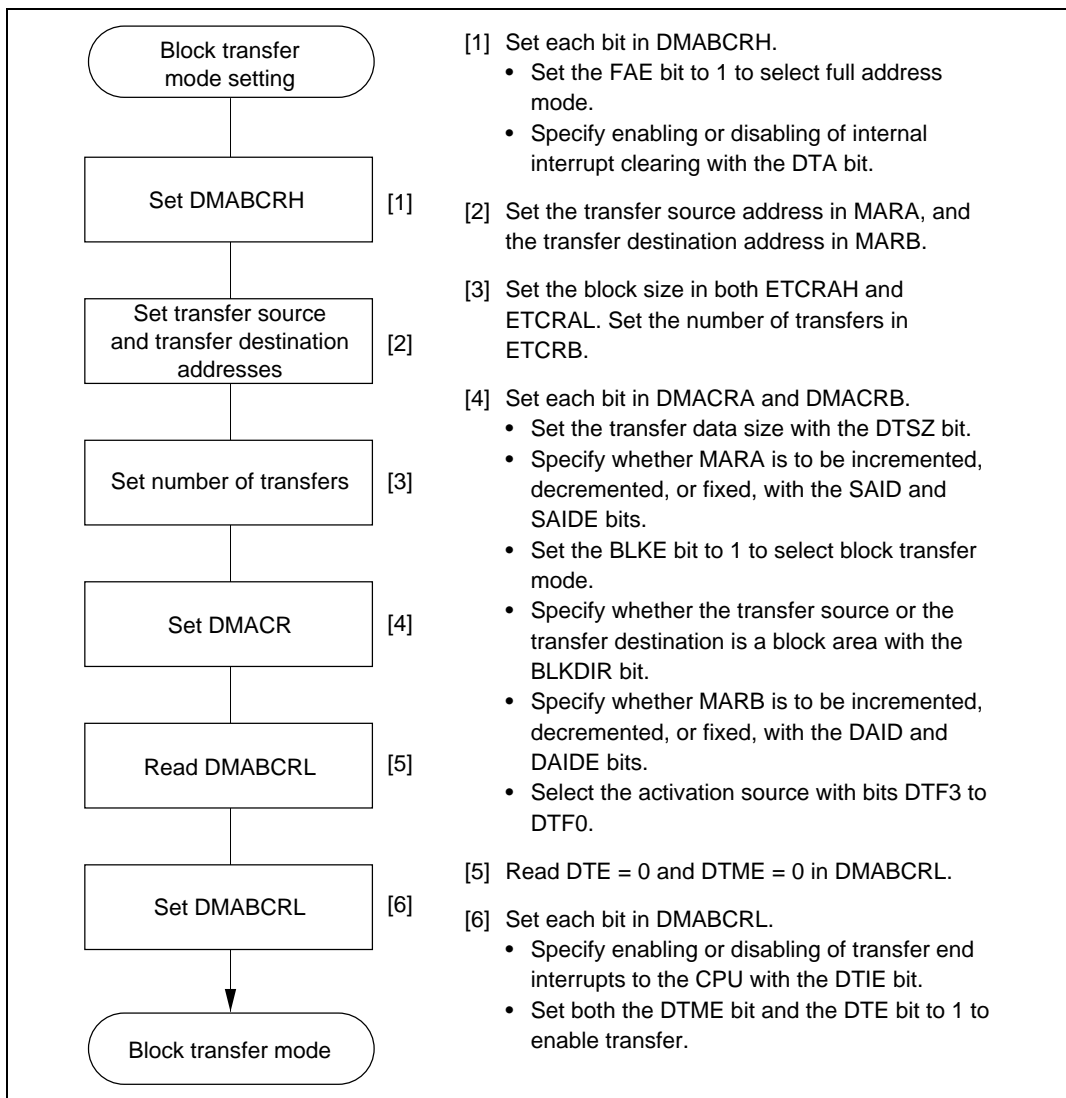 Block transfer
mode setting
Set DMABCRH
[1]
Set transfer source
and transfer destination
addresses
[2]
Set number of transfers
[3]
Set DMACR
[4]
Read DMABCRL
[5]
Set DMABCRL
[6]
Block transfer mode
[1] Set each bit in DMABCRH.
• Set the FAE bit to 1 to select full address
mode.
• Specify enabling or disabling of internal
interrupt clearing with the DTA bit.
[2] Set the transfer source address in MARA, and
the transfer destination address in MARB.
[3] Set the block size in both ETCRAH and
ETCRAL. Set the number of transfers in
ETCRB.
[4] Set each bit in DMACRA and DMACRB.
• Set the transfer data size with the DTSZ bit.
• Specify whether MARA is to be incremented,
decremented, or fixed, with the SAID and
SAIDE bits.
• Set the BLKE bit to 1 to select block transfer
mode.
• Specify whether the transfer source or the
transfer destination is a block area with the
BLKDIR bit.
• Specify whether MARB is to be incremented,
decremented, or fixed, with the DAID and
DAIDE bits.
• Select the activation source with bits DTF3 to
DTF0.
[5] Read DTE = 0 and DTME = 0 in DMABCRL.
[6] Set each bit in DMABCRL.
• Specify enabling or disabling of transfer end
interrupts to the CPU with the DTIE bit.
• Set both the DTME bit and the DTE bit to 1 to
enable transfer.